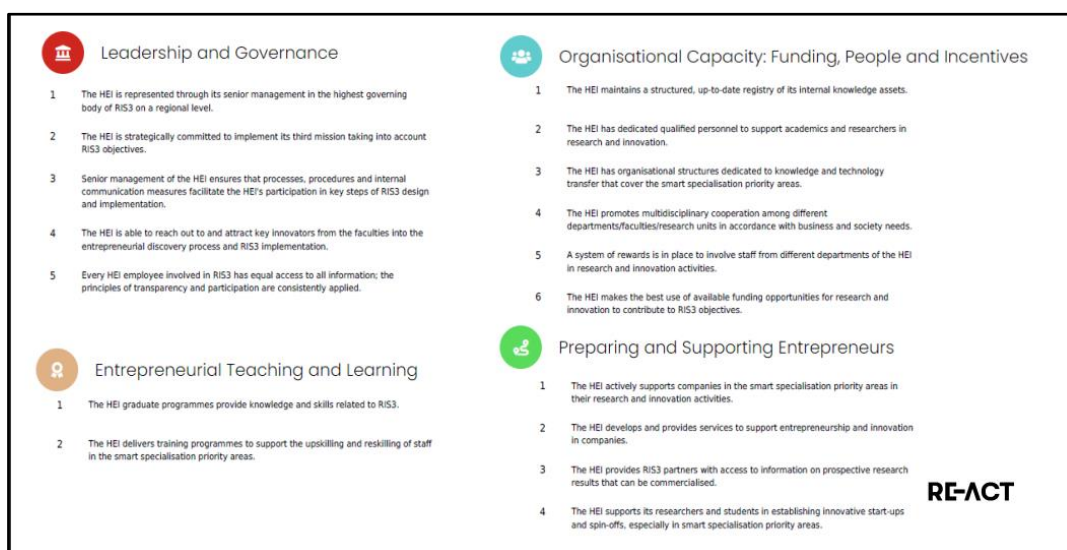 Leadership and Governance
1 The HEI is represented through its senior management in the highest governing
body of RIS3 on a regional level.
2 The HEI is strategically committed to implement its third mission taking into account
RIS3 objectives.
3 Senior management of the HEI ensures that processes, procedures and internal
communication measures facilitate the HEI's participation in key steps of RIS3 design
and implementation.
4 The HEI is able to reach out to and attract key innovators from the faculties into the
entrepreneurial discovery process and RIS3 implementation.
5 Every HEI employee involved in RIS3 has equal access to all information; the
principles of transparency and participation are consistently applied.
Entrepreneurial Teaching and Learning
1 The HEI graduate programmes provide knowledge and skills related to RIS3.
2 The HEI delivers training programmes to support the upskilling and reskilling of staff
in the smart specialisation priority areas.
Organisational Capacity: Funding, People and Incentives
1 The HEI maintains a structured, up-to-date registry of its internal knowledge assets.
2 The HEI has dedicated qualified personnel to support academics and researchers in
research and innovation.
3 The HEI has organisational structures dedicated to knowledge and technology
transfer that cover the smart specialisation priority areas.
4 The HEI promotes multidisciplinary cooperation among different
departments/faculties/research units in accordance with business and society needs.
5 A system of rewards is in place to involve staff from different departments of the HEI
in research and innovation activities.
6 The HEI makes the best use of available funding opportunities for research and
innovation to contribute to RIS3 objectives.
Preparing and Supporting Entrepreneurs
1 The HEI actively supports companies in the smart specialisation priority areas in
their research and innovation activities.
2 The HEI develops and provides services to support entrepreneurship and innovation
in companies.
3 The HEI provides RIS3 partners with access to information on prospective research
results that can be commercialised.
4 The HEI supports its researchers and students in establishing innovative start-ups
and spin-offs, especially in smart specialisation priority areas.
RE-ACT